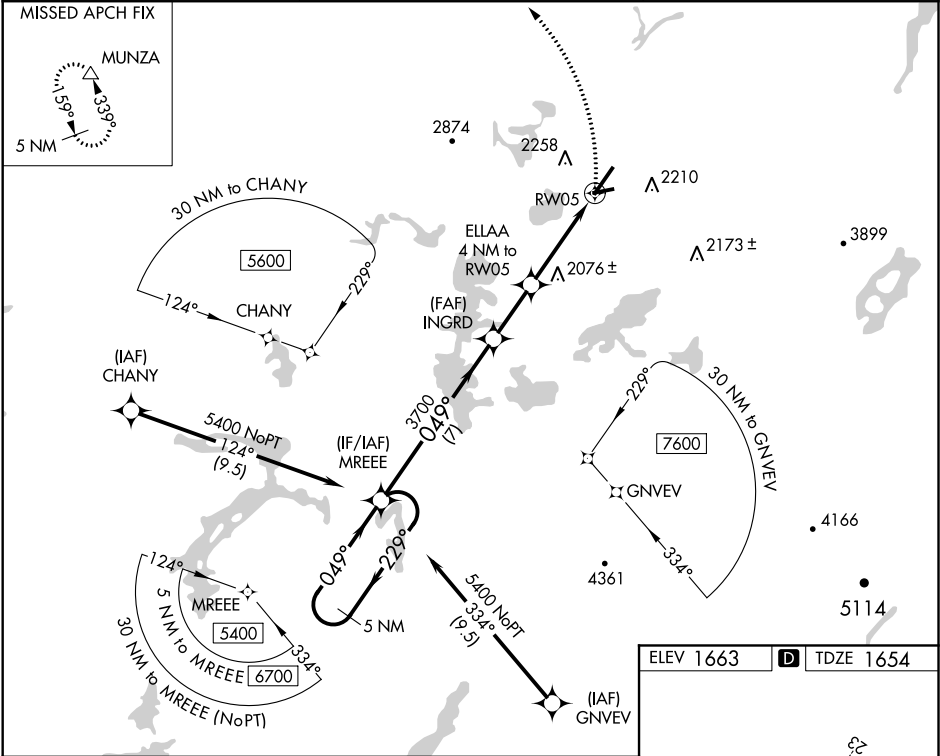 MISSED APCH FIX
MUNZA
159°
339°
5 NM
2874
2258
2210
RW05
30 NM to CHANY
5600
124°
229°
CHANY
ELLAA
4 NM to
RW05
2076 ±
2173 ±
3899
(FAF)
INGRD
(IAF)
CHANY
5400 NoPT
124°
(9.5)
(IF/IAF)
MREEE
3700
049°
(7)
229°
30 NM to GNVEV
7600
GNVEV
334°
4166
4361
5114
049°
229°
5 NM
5400 NoPT
334°
(9.5)
124°
MREEE
5400
334°
5 NM to MREEE
6700
30 NM to MREEE (NoPT)
(IAF)
GNVEV
ELEV 1663
D
TDZE 1654
23